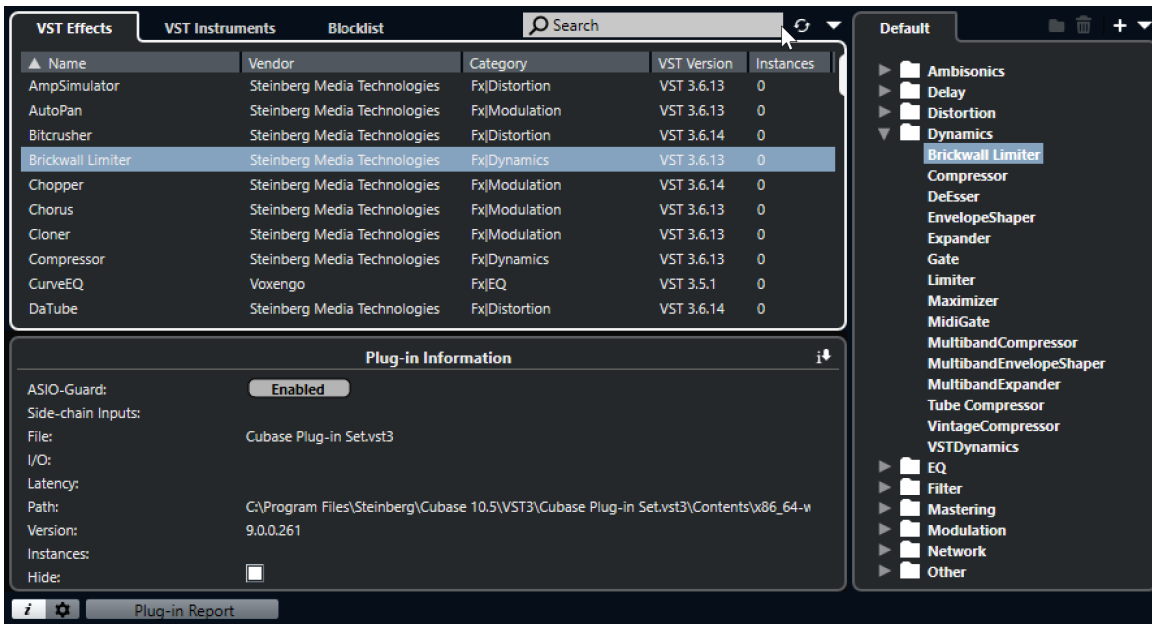 VST Effects VST Instruments Blocklist Search
▲ Name Vendor Category VST Version Instances
AmpSimulator Steinberg Media Technologies Fx|Distortion VST 3.6.13 0
AutoPan Steinberg Media Technologies Fx|Modulation VST 3.6.13 0
Bitcrusher Steinberg Media Technologies Fx|Distortion VST 3.6.14 0
Brickwall Limiter Steinberg Media Technologies Fx|Dynamics VST 3.6.13 0
Chopper Steinberg Media Technologies Fx|Modulation VST 3.6.14 0
Chorus Steinberg Media Technologies Fx|Modulation VST 3.6.13 0
Cloner Steinberg Media Technologies Fx|Modulation VST 3.6.13 0
Compressor Steinberg Media Technologies Fx|Dynamics VST 3.6.13 0
CurveEQ Voxengo Fx|EQ VST 3.5.1 0
DaTube Steinberg Media Technologies Fx|Distortion VST 3.6.14 0
Plug-in Information
ASIO-Guard: Enabled
Side-chain Inputs:
File: Cubase Plug-in Set.vst3
I/O:
Latency:
Path: C:\Program Files\Steinberg\Cubase 10.5\VST3\Cubase Plug-in Set.vst3\Contents\x86_64-w
Version: 9.0.0.261
Instances:
Hide:
i Plug-in Report
Default
Ambisonics
Delay
Distortion
Dynamics
Brickwall Limiter
Compressor
DeEsser
EnvelopeShaper
Expander
Gate
Limiter
Maximizer
MidiGate
MultibandCompressor
MultibandEnvelopeShaper
MultibandExpander
Tube Compressor
VintageCompressor
VSTDynamics
EQ
Filter
Mastering
Modulation
Network
Other